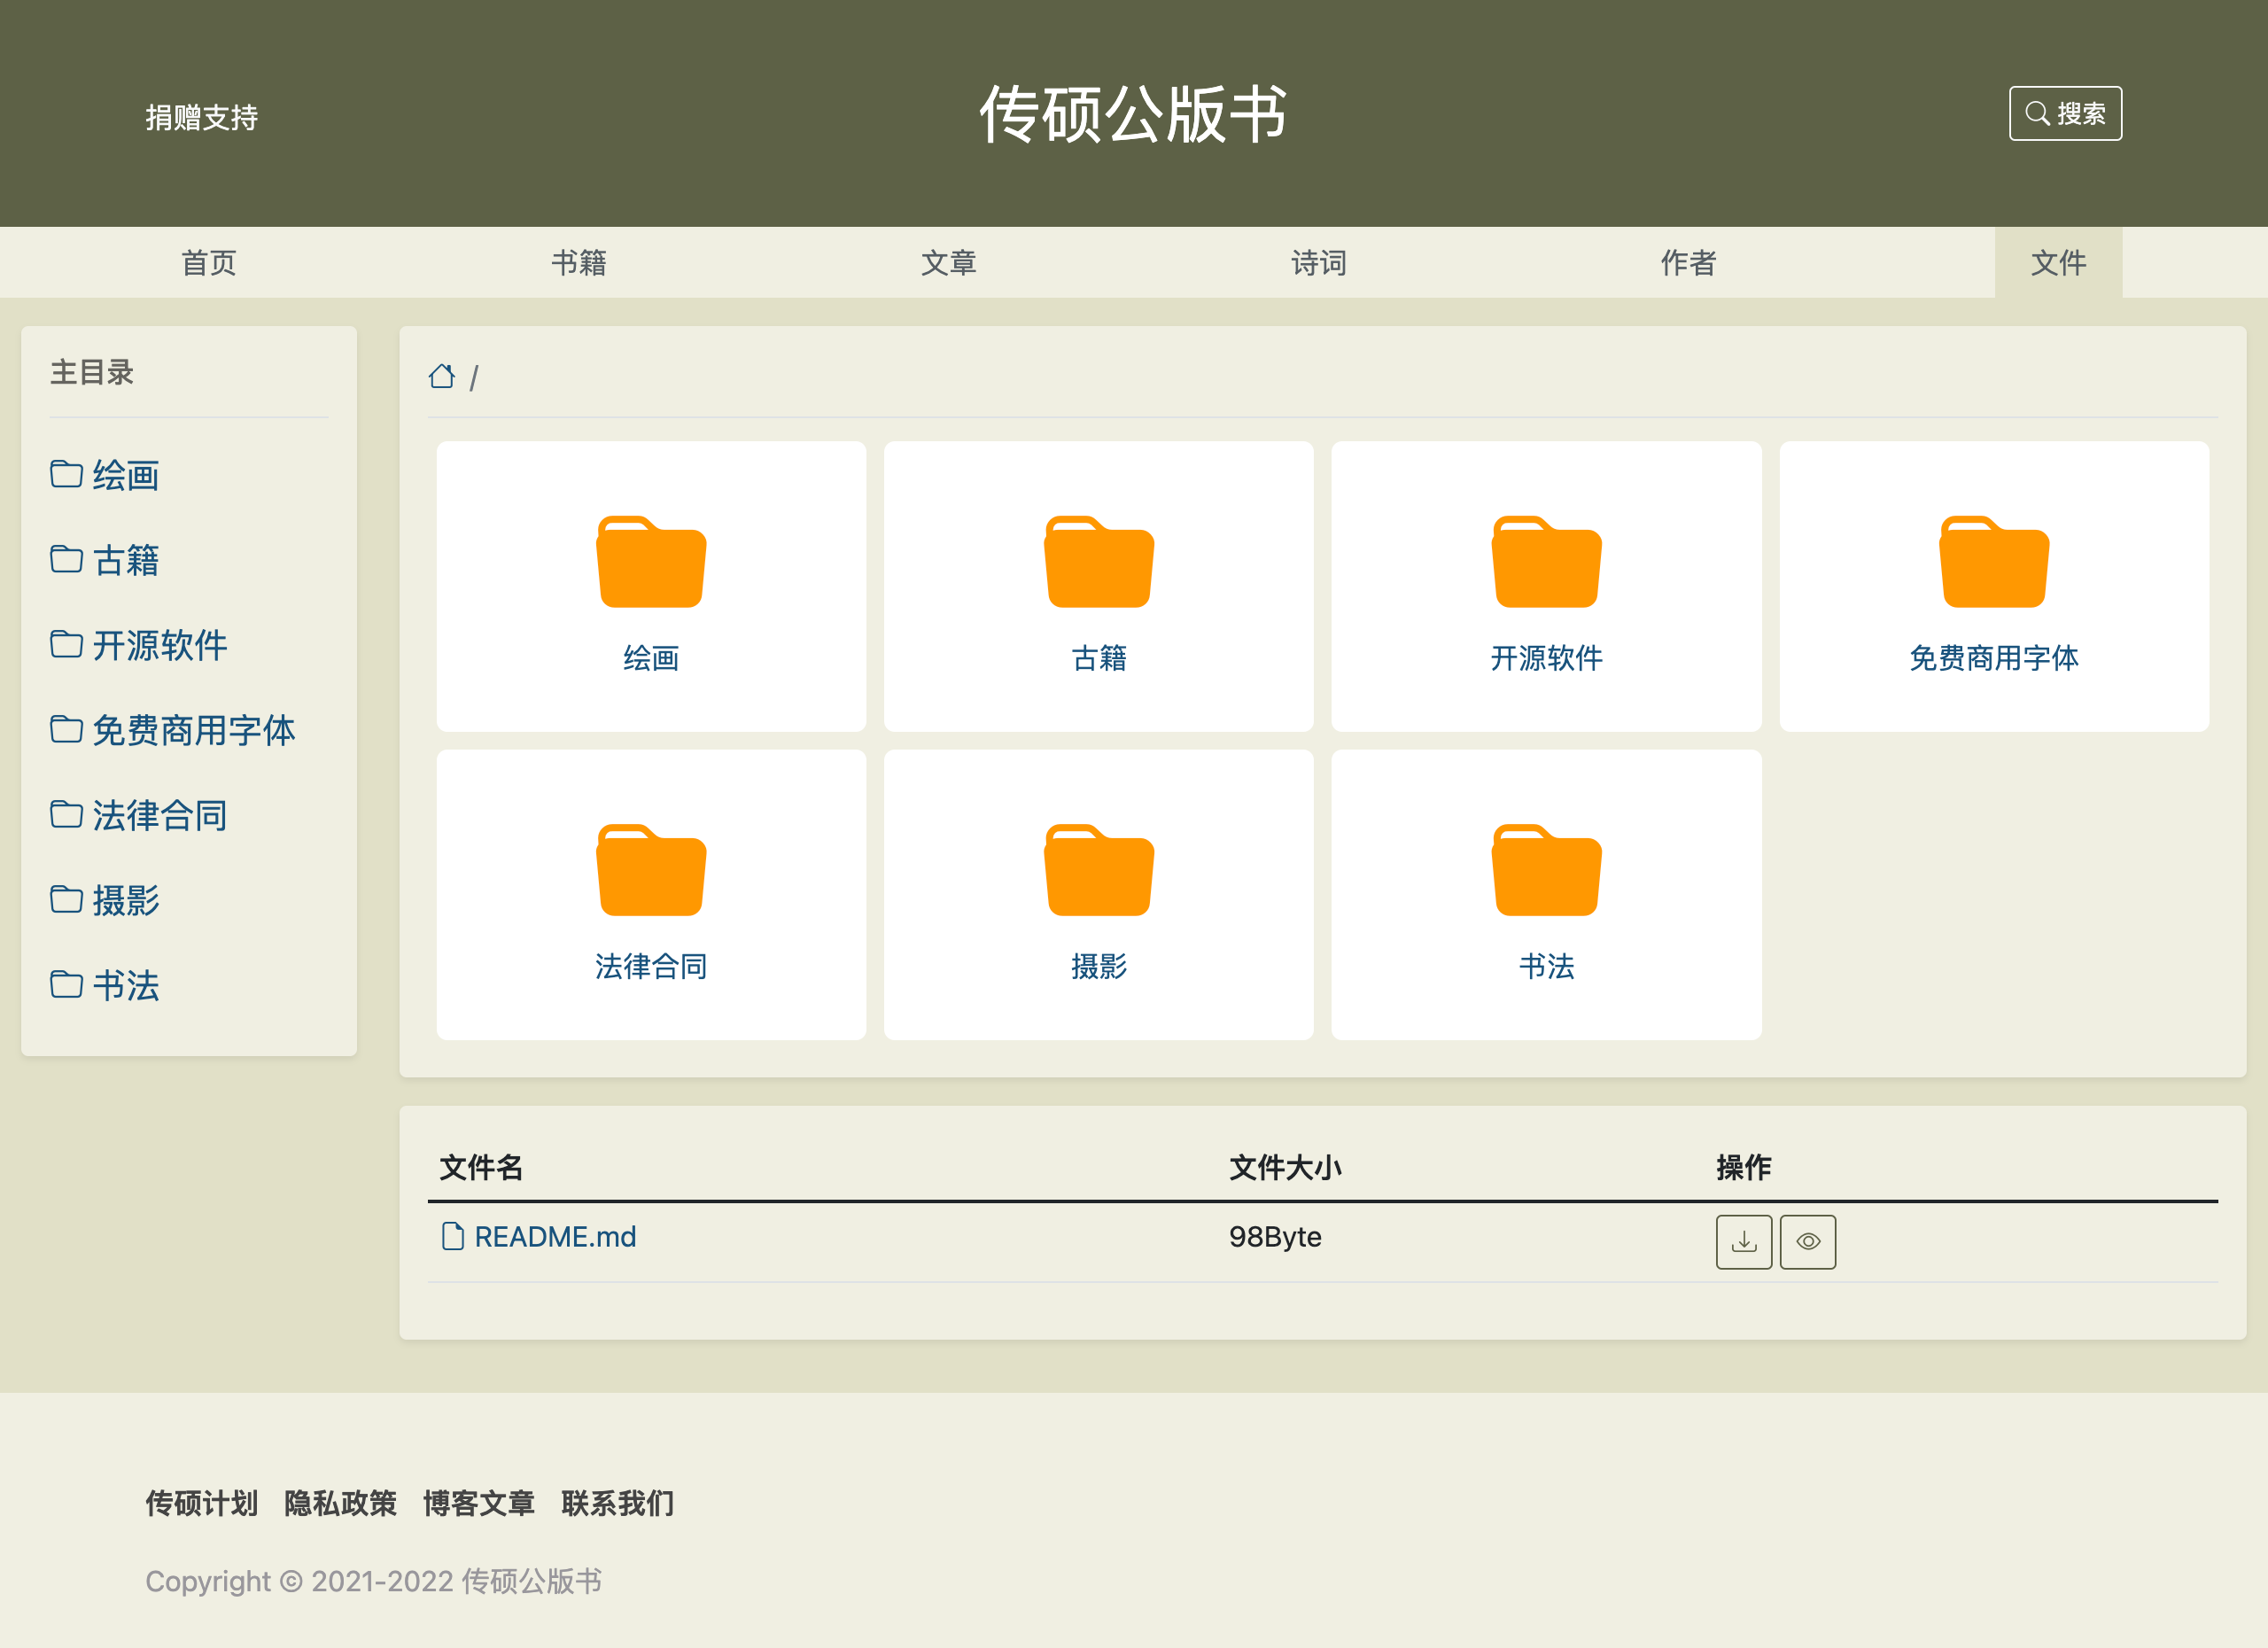 捐赠支持
传硕公版书
搜索
首页 书籍 文章 诗词 作者 文件
主目录
绘画
古籍
开源软件
免费商用字体
法律合同
摄影
书法
/
绘画 古籍 开源软件 免费商用字体
法律合同 摄影 书法
文件名 文件大小 操作
README.md 98Byte
传硕计划 隐私政策 博客文章 联系我们
Copyright © 2021-2022 传硕公版书